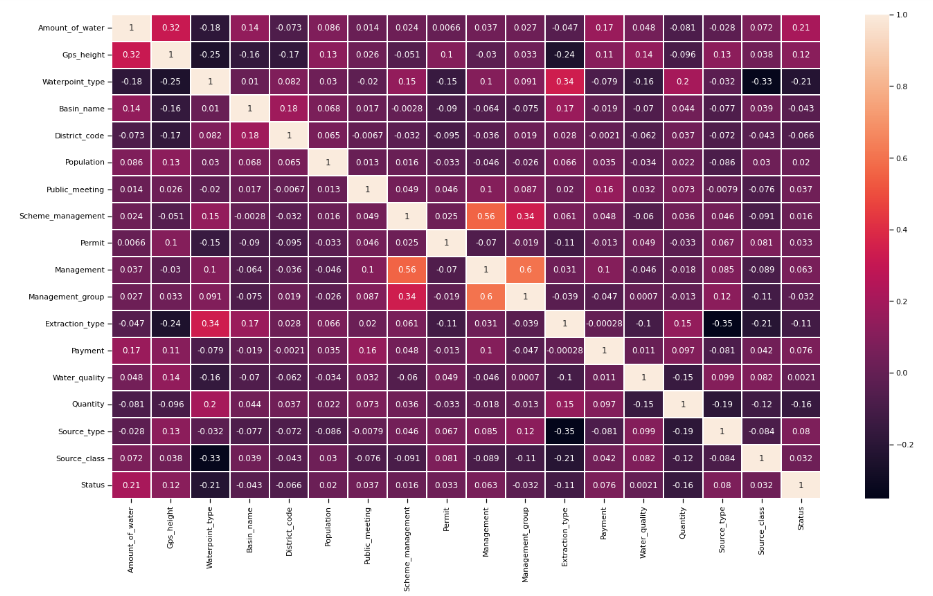 Amount_of_water 1 0.32 -0.18 0.14 -0.073 0.086 0.014 0.024 0.0066 0.037 0.027 -0.047 0.17 0.048 -0.081 -0.028 0.072 0.21
Gps_height 0.32 1 -0.25 -0.16 -0.17 0.13 0.026 -0.051 0.1 -0.03 0.033 -0.24 0.11 0.14 -0.096 0.13 0.038 0.12
Waterpoint_type -0.18 -0.25 1 0.01 0.082 0.03 -0.02 0.15 -0.15 0.1 0.091 0.34 -0.079 -0.16 0.2 -0.032 -0.33 -0.21
Basin_name 0.14 -0.16 0.01 1 0.18 0.068 0.017 -0.0028 -0.09 -0.064 -0.075 0.17 -0.019 -0.07 0.044 -0.077 0.039 -0.043
District_code -0.073 -0.17 0.082 0.18 1 0.065 -0.0067 -0.032 -0.095 -0.036 0.019 0.028 -0.0021 -0.062 0.037 -0.072 -0.043 -0.066
Population 0.086 0.13 0.03 0.068 0.065 1 0.013 0.016 -0.033 -0.046 -0.026 0.066 0.035 -0.034 0.022 -0.086 0.03 0.02
Public_meeting 0.014 0.026 -0.02 0.017 -0.0067 0.013 1 0.049 0.046 0.1 0.087 0.02 0.16 0.032 0.073 -0.0079 -0.076 0.037
Scheme_management 0.024 -0.051 0.15 -0.0028 -0.032 0.016 0.049 1 0.025 0.56 0.34 0.061 0.048 -0.06 0.036 0.046 -0.091 0.016
Permit 0.0066 0.1 -0.15 -0.09 -0.095 -0.033 0.046 0.025 1 -0.07 -0.019 -0.11 -0.013 0.049 -0.033 0.067 0.081 0.033
Management 0.037 -0.03 0.1 -0.064 -0.036 -0.046 0.1 0.56 -0.07 1 0.6 0.031 0.1 -0.046 -0.018 0.085 -0.089 0.063
Management_group 0.027 0.033 0.091 -0.075 0.019 -0.026 0.087 0.34 -0.019 0.6 1 -0.039 -0.047 0.0007 -0.013 0.12 -0.11 -0.032
Extraction_type -0.047 -0.24 0.34 0.17 0.028 0.066 0.02 0.061 -0.11 0.031 -0.039 1 -0.00028 -0.1 0.15 -0.35 -0.21 -0.11
Payment 0.17 0.11 -0.079 -0.019 -0.0021 0.035 0.16 0.048 -0.013 0.1 -0.047 -0.00028 1 0.011 0.097 -0.081 0.042 0.076
Water_quality 0.048 0.14 -0.16 -0.07 -0.062 -0.034 0.032 -0.06 0.049 -0.046 0.0007 -0.1 0.011 1 -0.15 0.099 0.082 0.0021
Quantity -0.081 -0.096 0.2 0.044 0.037 0.022 0.073 0.036 -0.033 -0.018 -0.013 0.15 0.097 -0.15 1 -0.19 -0.12 -0.16
Source_type -0.028 0.13 -0.032 -0.077 -0.072 -0.086 -0.0079 0.046 0.067 0.085 0.12 -0.35 -0.081 0.099 -0.19 1 -0.084 0.08
Source_class 0.072 0.038 -0.33 0.039 -0.043 0.03 -0.076 -0.091 0.081 -0.089 -0.11 -0.21 0.042 0.082 -0.12 -0.084 1 0.032
Status 0.21 0.12 -0.21 -0.043 -0.066 0.02 0.037 0.016 0.033 0.063 -0.032 -0.11 0.076 0.0021 -0.16 0.08 0.032 1
Amount_of_water
Gps_height
Waterpoint_type
Basin_name
District_code
Population
Public_meeting
Scheme_management
Permit
Management
Management_group
Extraction_type
Payment
Water_quality
Quantity
Source_type
Source_class
Status
1.0
0.8
0.6
0.4
0.2
0.0
−0.2